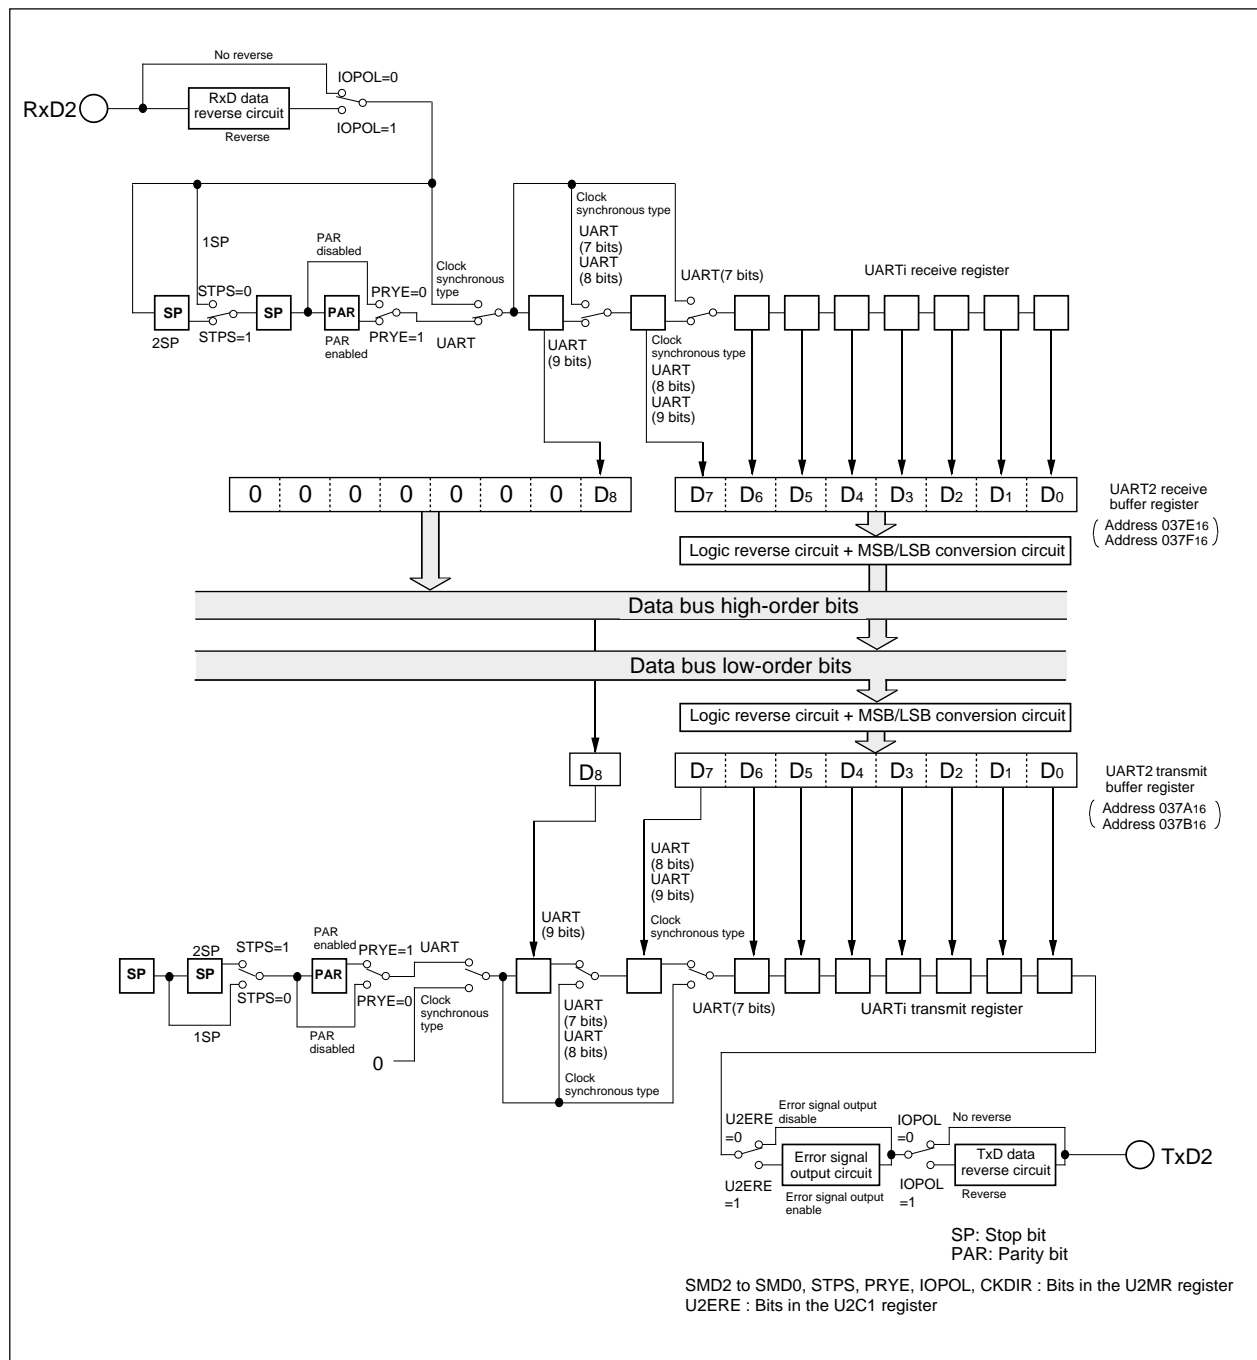 No reverse
IOPOL=0
RxD2
RxD data
reverse circuit
Reverse
IOPOL=1
1SP
PAR
disabled
Clock
synchronous
type
Clock
synchronous type
UART
(7 bits)
UART
(8 bits)
UART(7 bits)
UARTi receive register
STPS=0
PRYE=0
SP
SP
PAR
2SP
STPS=1
PAR
enabled
PRYE=1
UART
UART
(9 bits)
Clock
synchronous type
UART
(8 bits)
UART
(9 bits)
0 0 0 0 0 0 0 D8
D7 D6 D5 D4 D3 D2 D1 D0
UART2 receive
buffer register
( Address 037E16
Address 037F16 )
Logic reverse circuit + MSB/LSB conversion circuit
Data bus high-order bits
Data bus low-order bits
Logic reverse circuit + MSB/LSB conversion circuit
D8
D7 D6 D5 D4 D3 D2 D1 D0
UART2 transmit
buffer register
( Address 037A16
Address 037B16 )
UART
(8 bits)
UART
(9 bits)
Clock
synchronous type
UART
(9 bits)
2SP
STPS=1
PAR
enabled
PRYE=1
UART
SP
SP
PAR
STPS=0
PRYE=0
1SP
PAR
disabled
Clock
synchronous
type
0
UART
(7 bits)
UART
(8 bits)
Clock
synchronous type
UART(7 bits)
UARTi transmit register
U2ERE
=0
Error signal output
disable
IOPOL
=0
No reverse
Error signal
output circuit
TxD data
reverse circuit
TxD2
U2ERE
=1
Error signal output
enable
IOPOL
=1
Reverse
SP: Stop bit
PAR: Parity bit
SMD2 to SMD0, STPS, PRYE, IOPOL, CKDIR : Bits in the U2MR register
U2ERE : Bits in the U2C1 register